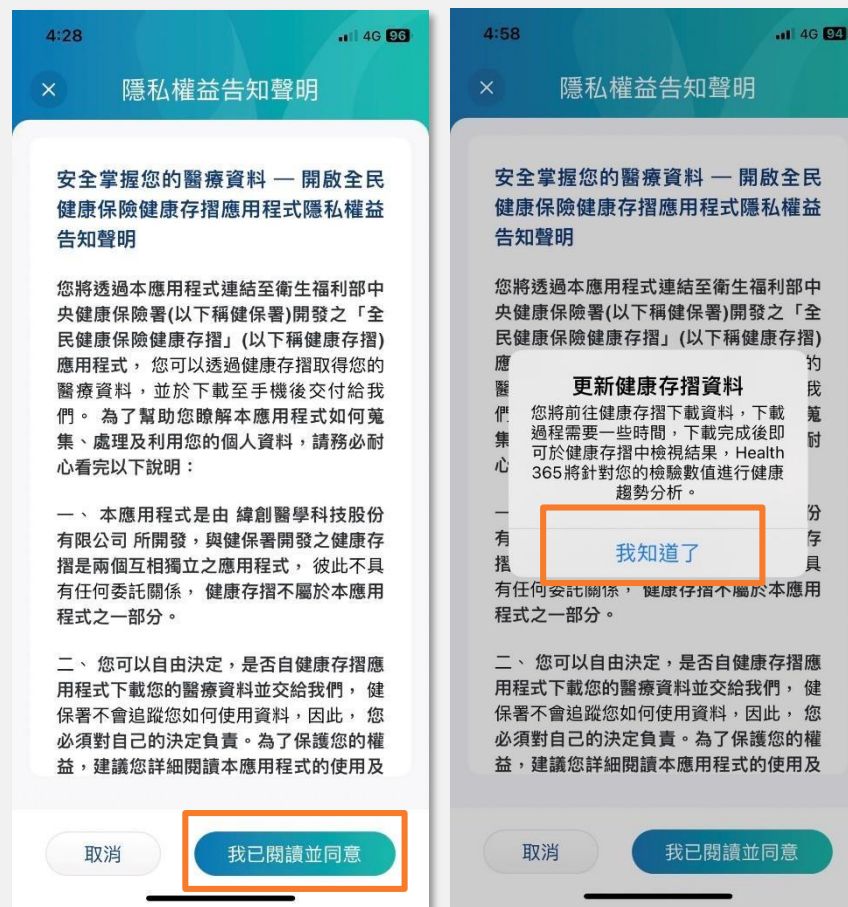 4:28
4G 96
× 隱私權益告知聲明
安全掌握您的醫療資料 — 開啟全民
健康保險健康存摺應用程式隱私權益
告知聲明
您將透過本應用程式連結至衛生福利部中
央健康保險署(以下稱健保署)開發之「全
民健康保險健康存摺」(以下稱健康存摺)
應用程式， 您可以透過健康存摺取得您的
醫療資料，並於下載至手機後交付給我
們。 為了幫助您瞭解本應用程式如何蒐
集、處理及利用您的個人資料，請務必耐
心看完以下說明：
一、 本應用程式是由 緯創醫學科技股份
有限公司 所開發，與健保署開發之健康存
摺是兩個互相獨立之應用程式， 彼此不具
有任何委託關係， 健康存摺不屬於本應用
程式之一部分。
二、 您可以自由決定，是否自健康存摺應
用程式下載您的醫療資料並交給我們， 健
保署不會追蹤您如何使用資料，因此， 您
必須對自己的決定負責。為了保護您的權
益，建議您詳細閱讀本應用程式的使用及
取消
我已閱讀並同意
4:58
4G 94
× 隱私權益告知聲明
安全掌握您的醫療資料 — 開啟全民
健康保險健康存摺應用程式隱私權益
告知聲明
您將透過本應用程式連結至衛生福利部中
央健康保險署(以下稱健保署)開發之「全
民健康保險健康存摺」(以下稱健康存摺)
應 的
醫 我
們 蒐
集 耐
心
更新健康存摺資料
您將前往健康存摺下載資料，下載
過程需要一些時間，下載完成後即
可於健康存摺中檢視結果，Health
365將針對您的檢驗數值進行健康
趨勢分析。
我知道了
一 份
有 存
摺 具
有任何委託關係， 健康存摺不屬於本應用
程式之一部分。
二、 您可以自由決定，是否自健康存摺應
用程式下載您的醫療資料並交給我們， 健
保署不會追蹤您如何使用資料，因此， 您
必須對自己的決定負責。為了保護您的權
益，建議您詳細閱讀本應用程式的使用及
取消
我已閱讀並同意